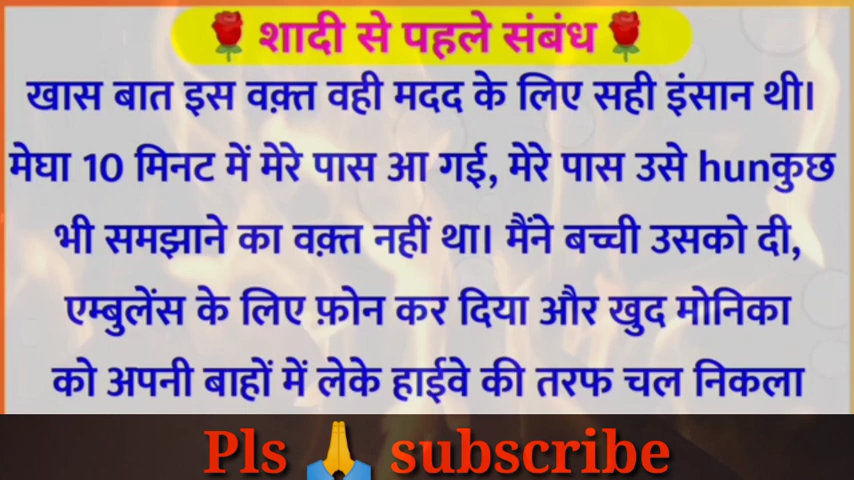 🌹 शादी से पहले संबंध 🌹
खास बात इस वक़्त वही मदद के लिए सही इंसान थी।
मेघा 10 मिनट में मेरे पास आ गई, मेरे पास उसे hunकुछ
भी समझाने का वक़्त नहीं था। मैंने बच्ची उसको दी,
एम्बुलेंस के लिए फ़ोन कर दिया और खुद मोनिका
को अपनी बाहों में लेके हाईवे की तरफ चल निकला
Pls 🙏 subscribe